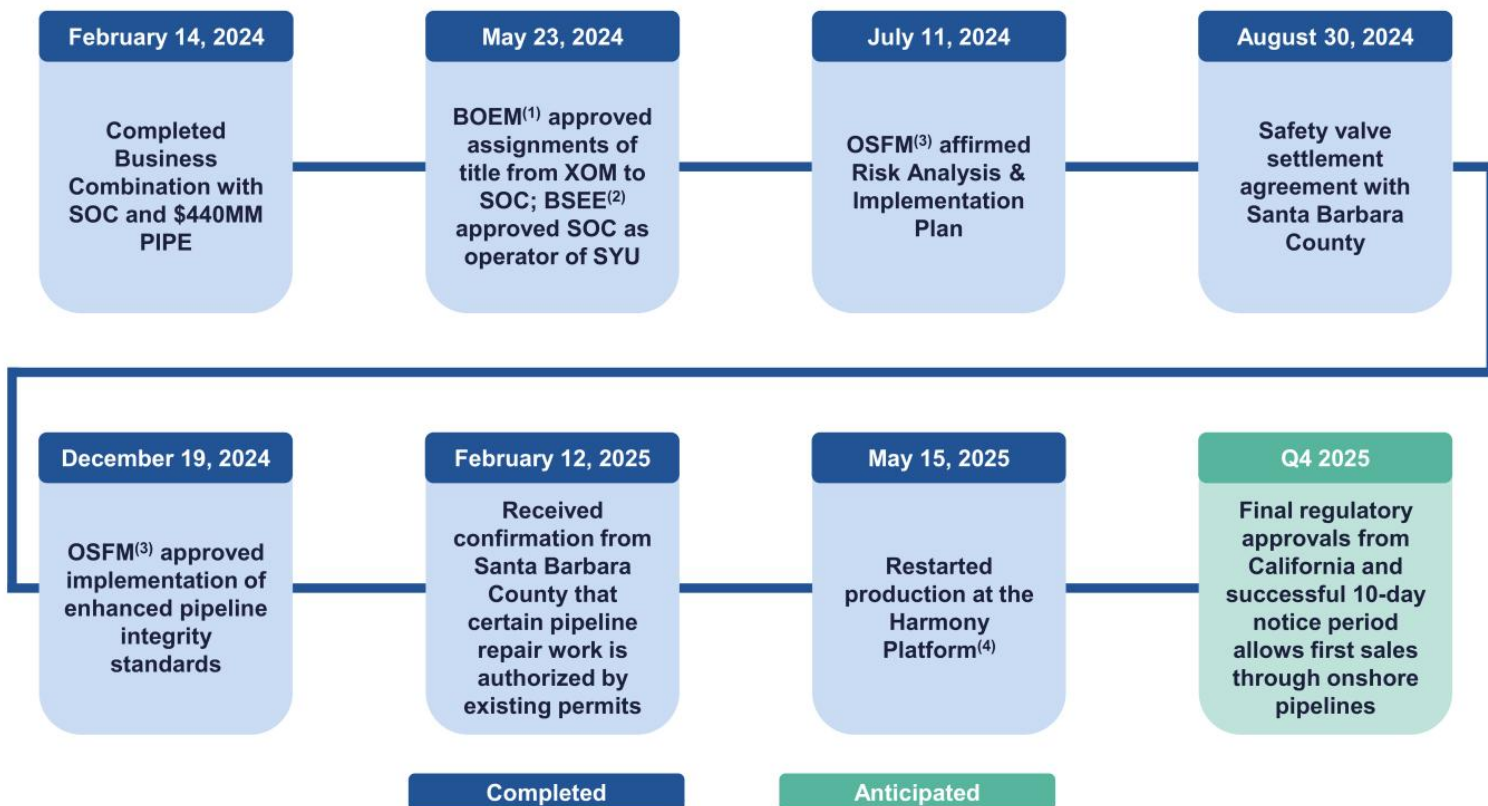 February 14, 2024
Completed
Business
Combination with
SOC and $440MM
PIPE
May 23, 2024
BOEM(1) approved
assignments of
title from XOM to
SOC; BSEE(2)
approved SOC as
operator of SYU
July 11, 2024
OSFM(3) affirmed
Risk Analysis &
Implementation
Plan
August 30, 2024
Safety valve
settlement
agreement with
Santa Barbara
County
December 19, 2024
OSFM(3) approved
implementation of
enhanced pipeline
integrity
standards
February 12, 2025
Received
confirmation from
Santa Barbara
County that
certain pipeline
repair work is
authorized by
existing permits
May 15, 2025
Restarted
production at the
Harmony
Platform(4)
Q4 2025
Final regulatory
approvals from
California and
successful 10-day
notice period
allows first sales
through onshore
pipelines
Completed
Anticipated